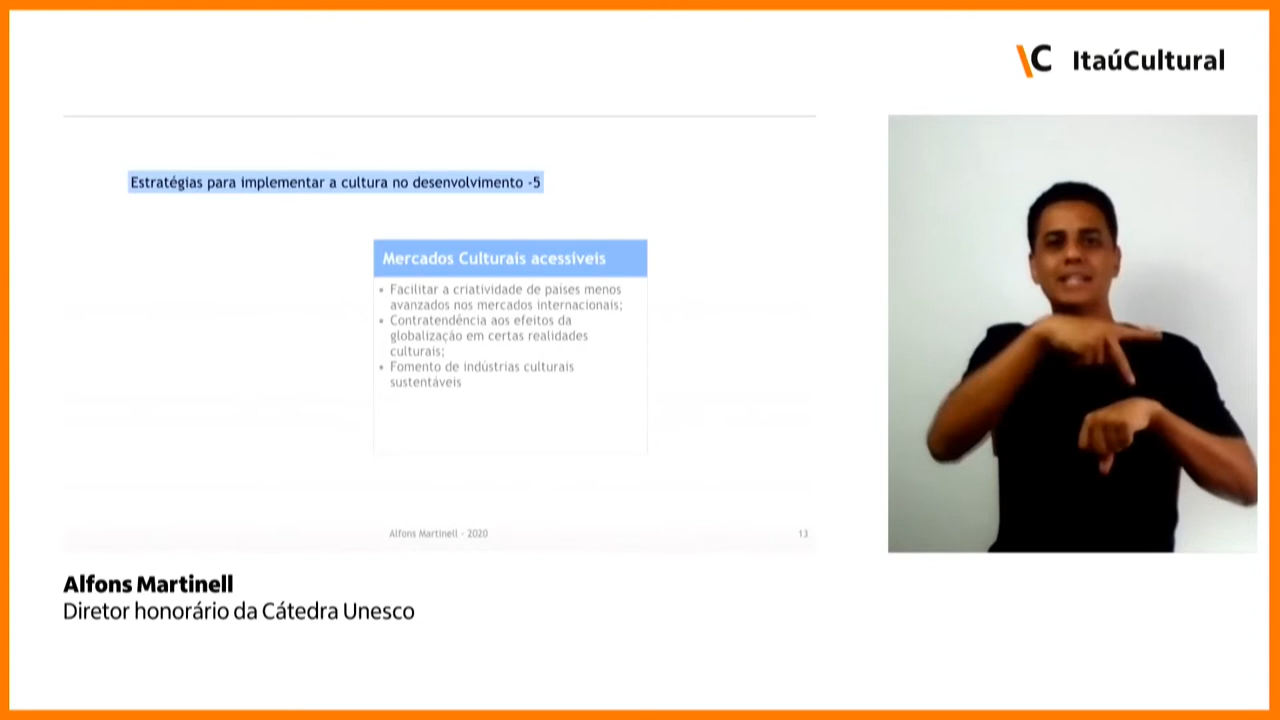 \C ItaúCultural
Estratégias para implementar a cultura no desenvolvimento -5
Mercados Culturais acessíveis
• Facilitar a criatividade de países menos
avanzados nos mercados internacionais;
• Contratendência aos efeitos da
globalização em certas realidades
culturais;
• Fomento de indústrias culturais
sustentáveis
Alfons Martinell - 2020
13
Alfons Martinell
Diretor honorário da Cátedra Unesco